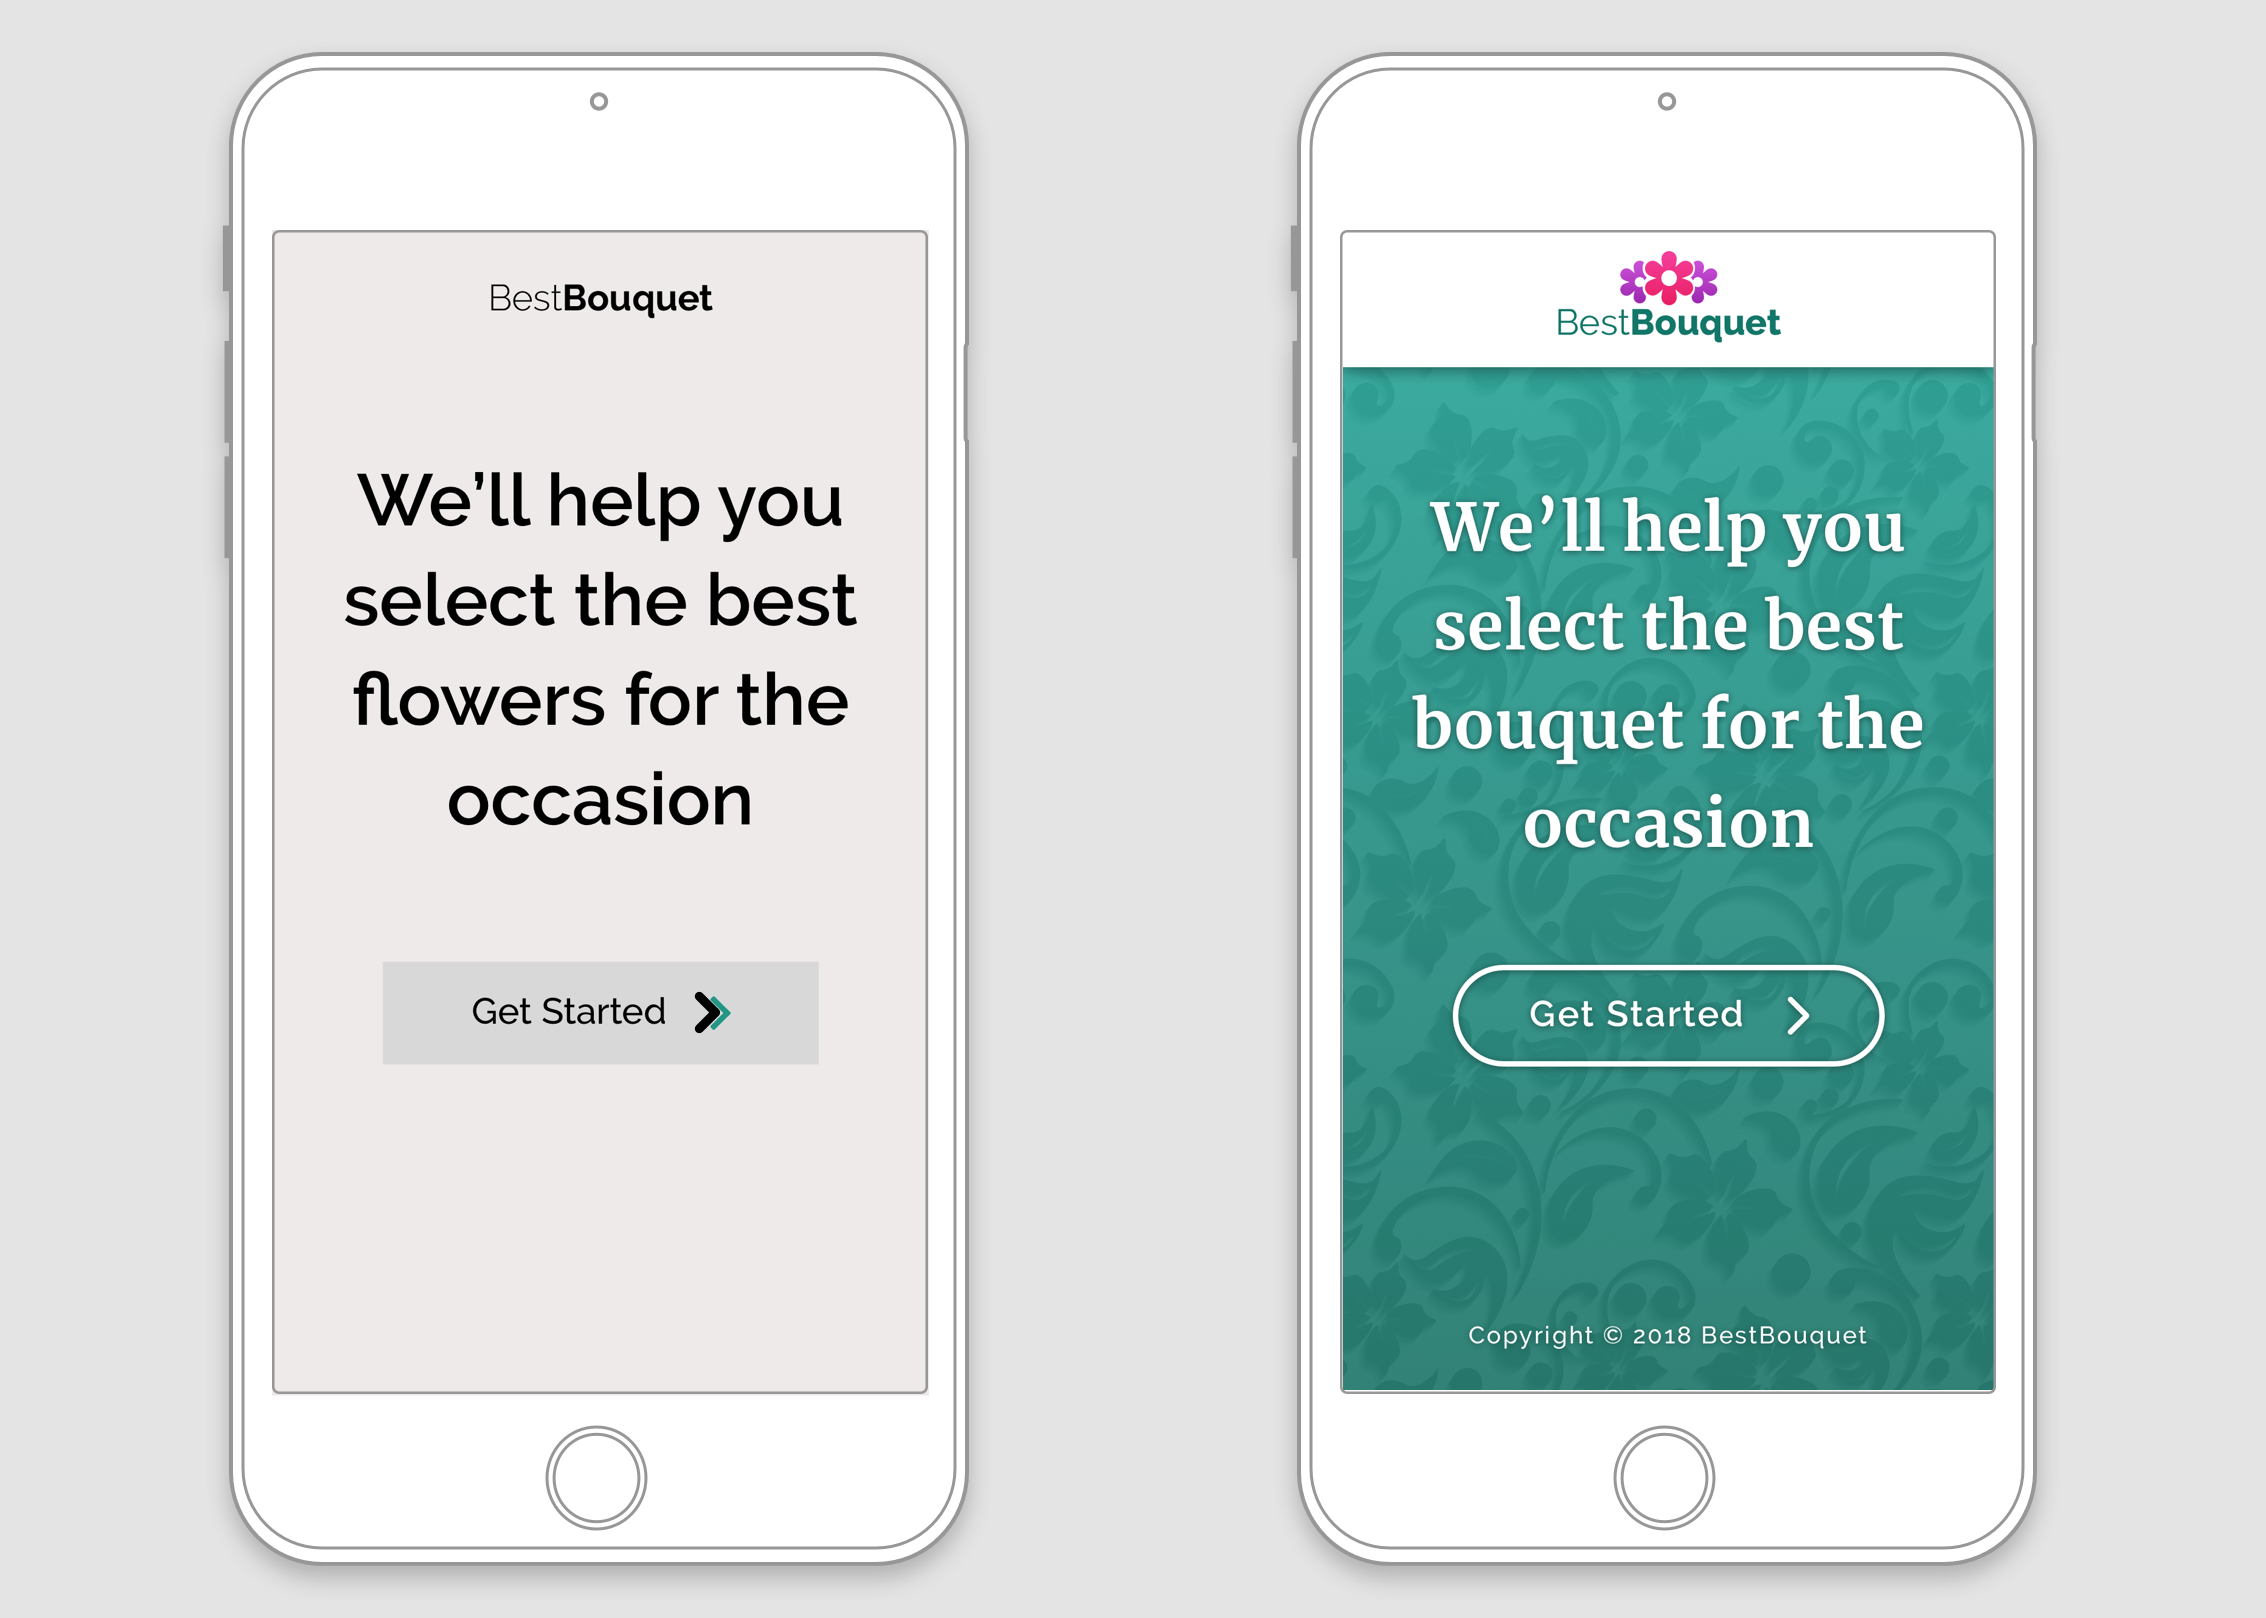 BestBouquet
We’ll help you
select the best
flowers for the
occasion
Get Started
BestBouquet
We’ll help you
select the best
bouquet for the
occasion
Get Started
Copyright © 2018 BestBouquet